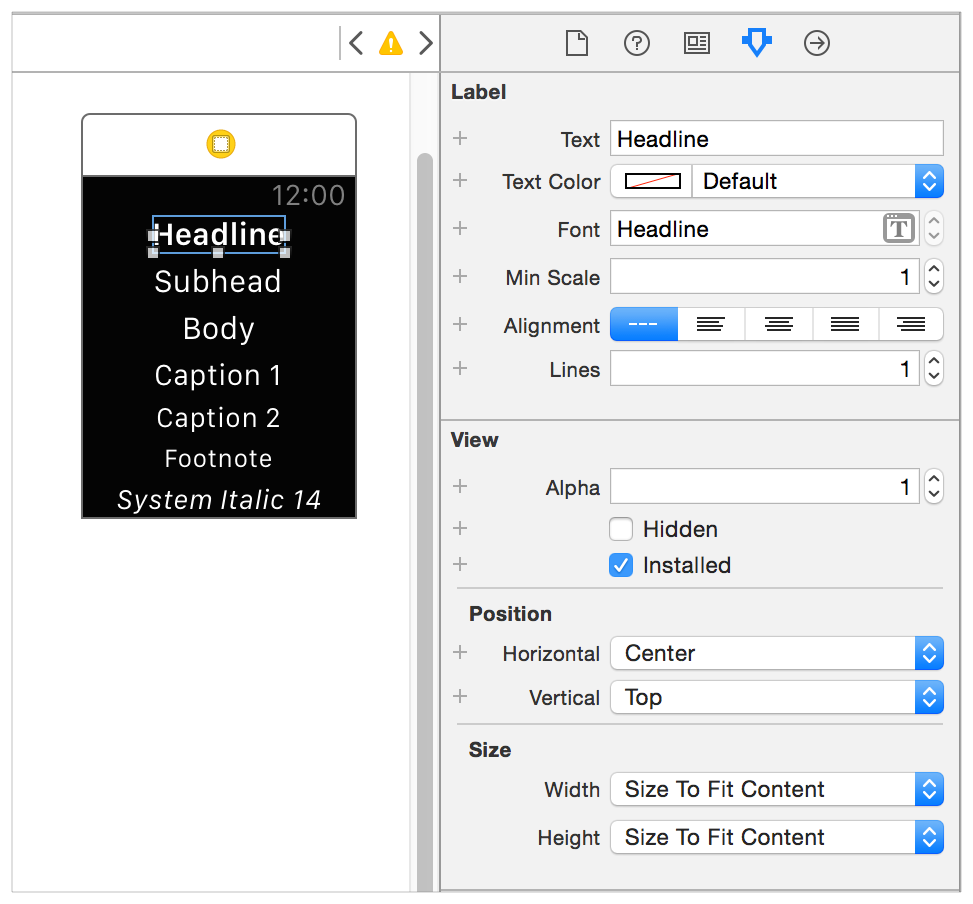 12:00
Headline
Subhead
Body
Caption 1
Caption 2
Footnote
System Italic 14
Label
Text Headline
Text Color Default
Font Headline T
Min Scale 1
Alignment
Lines 1
View
Alpha 1
Hidden
Installed
Position
Horizontal Center
Vertical Top
Size
Width Size To Fit Content
Height Size To Fit Content